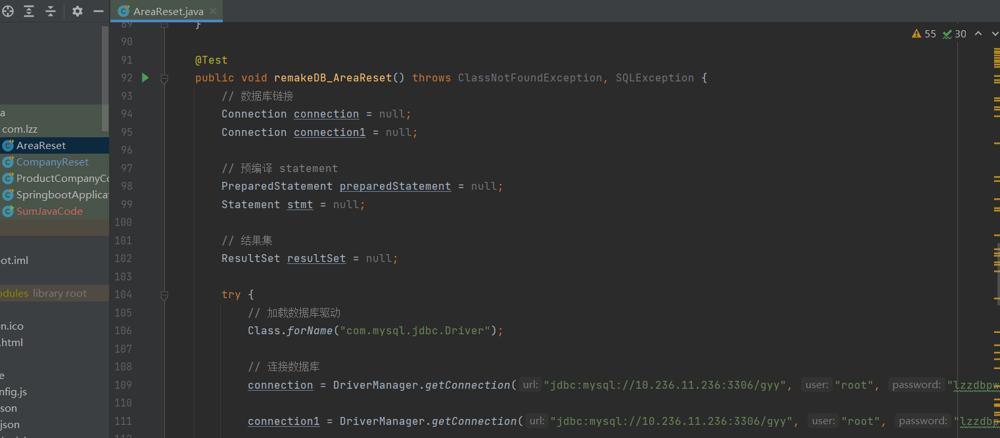 AreaReset.java
55 30
89 }
90
91 @Test
92 public void remakeDB_AreaReset() throws ClassNotFoundException, SQLException {
93 // 数据库链接
94 Connection connection = null;
95 Connection connection1 = null;
96
97 // 预编译 statement
98 PreparedStatement preparedStatement = null;
99 Statement stmt = null;
100
101 // 结果集
102 ResultSet resultSet = null;
103
104 try {
105 // 加载数据库驱动
106 Class.forName("com.mysql.jdbc.Driver");
107
108 // 连接数据库
109 connection = DriverManager.getConnection( url: "jdbc:mysql://10.236.11.236:3306/gyy", user: "root", password: "lzzdbpw
110
111 connection1 = DriverManager.getConnection( url: "jdbc:mysql://10.236.11.236:3306/gyy", user: "root", password: "lzzdbp
112
a
com.lzz
AreaReset
CompanyReset
ProductCompanyCo
SpringbootApplica
SumJavaCode
ot.iml
odules library root
n.ico
.html
e
nfig.js
son
json